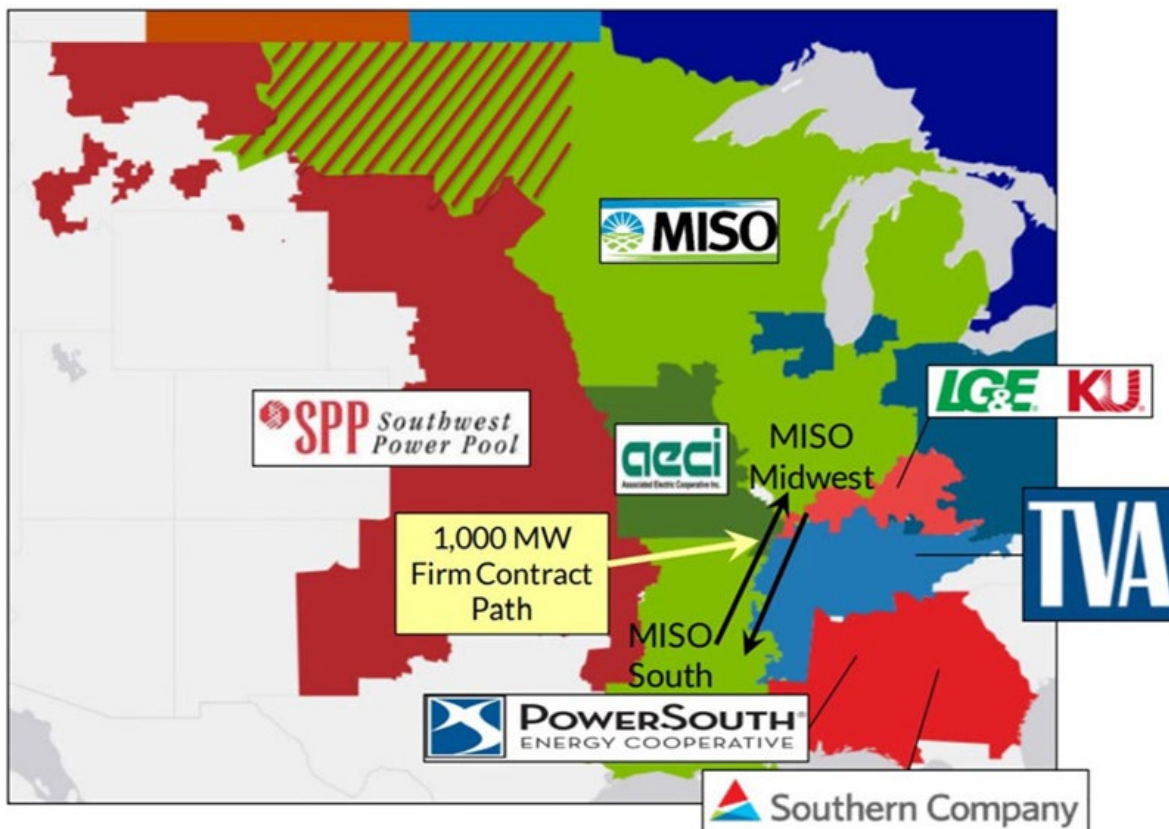 MISO
LG&E KU
SPP Southwest
Power Pool
aeci
Associated Electric Cooperative Inc.
MISO
Midwest
1,000 MW
Firm Contract
Path
TVA
MISO
South
POWERSOUTH
ENERGY COOPERATIVE
Southern Company